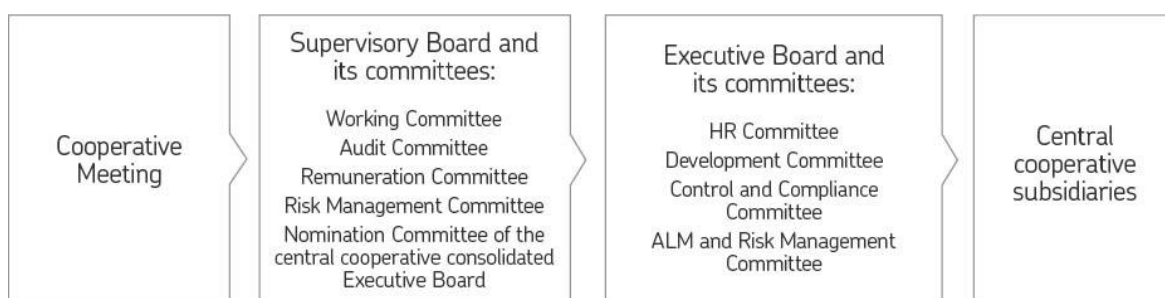 Cooperative
Meeting
Supervisory Board and
its committees:
Working Committee
Audit Committee
Remuneration Committee
Risk Management Committee
Nomination Committee of the
central cooperative consolidated
Executive Board
Executive Board and
its committees:
HR Committee
Development Committee
Control and Compliance
Committee
ALM and Risk Management
Committee
Central
cooperative
subsidiaries